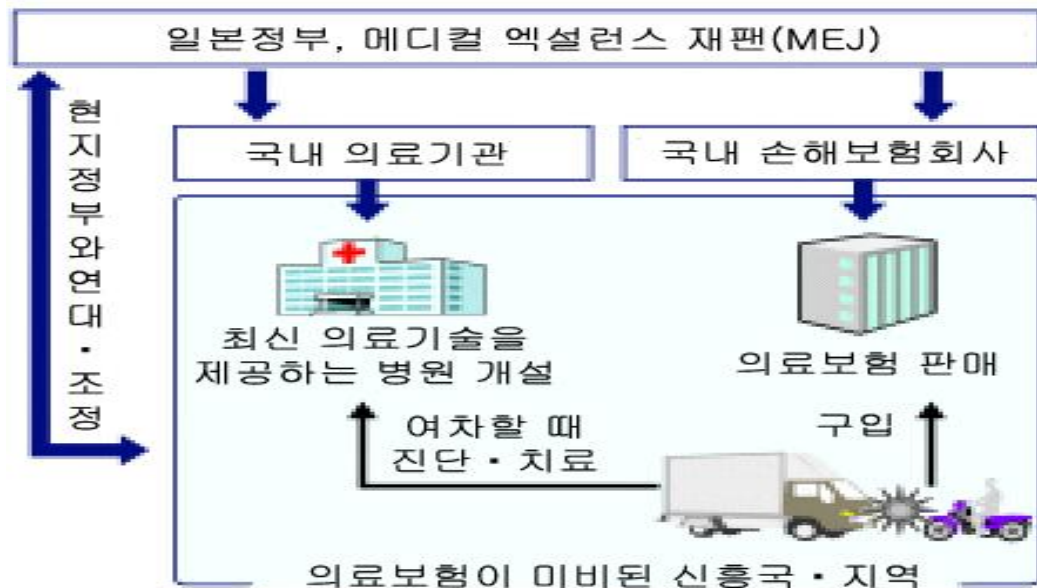 일본정부, 메디컬 엑설런스 재팬(MEJ)
현지정부와연대·조정
국내 의료기관
국내 손해보험회사
최신 의료기술을
제공하는 병원 개설
의료보험 판매
여차할 때
진단·치료
구입
의료보험이 미비된 신흥국·지역